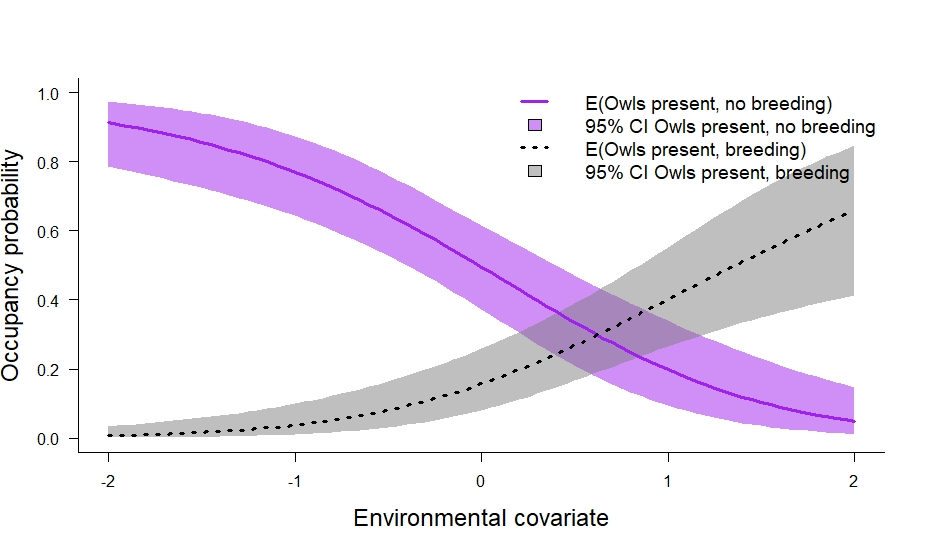 E(Owls present, no breeding)
95% CI Owls present, no breeding
E(Owls present, breeding)
95% CI Owls present, breeding
Occupancy probability
1.0
0.8
0.6
0.4
0.2
0.0
-2
-1
0
1
2
Environmental covariate